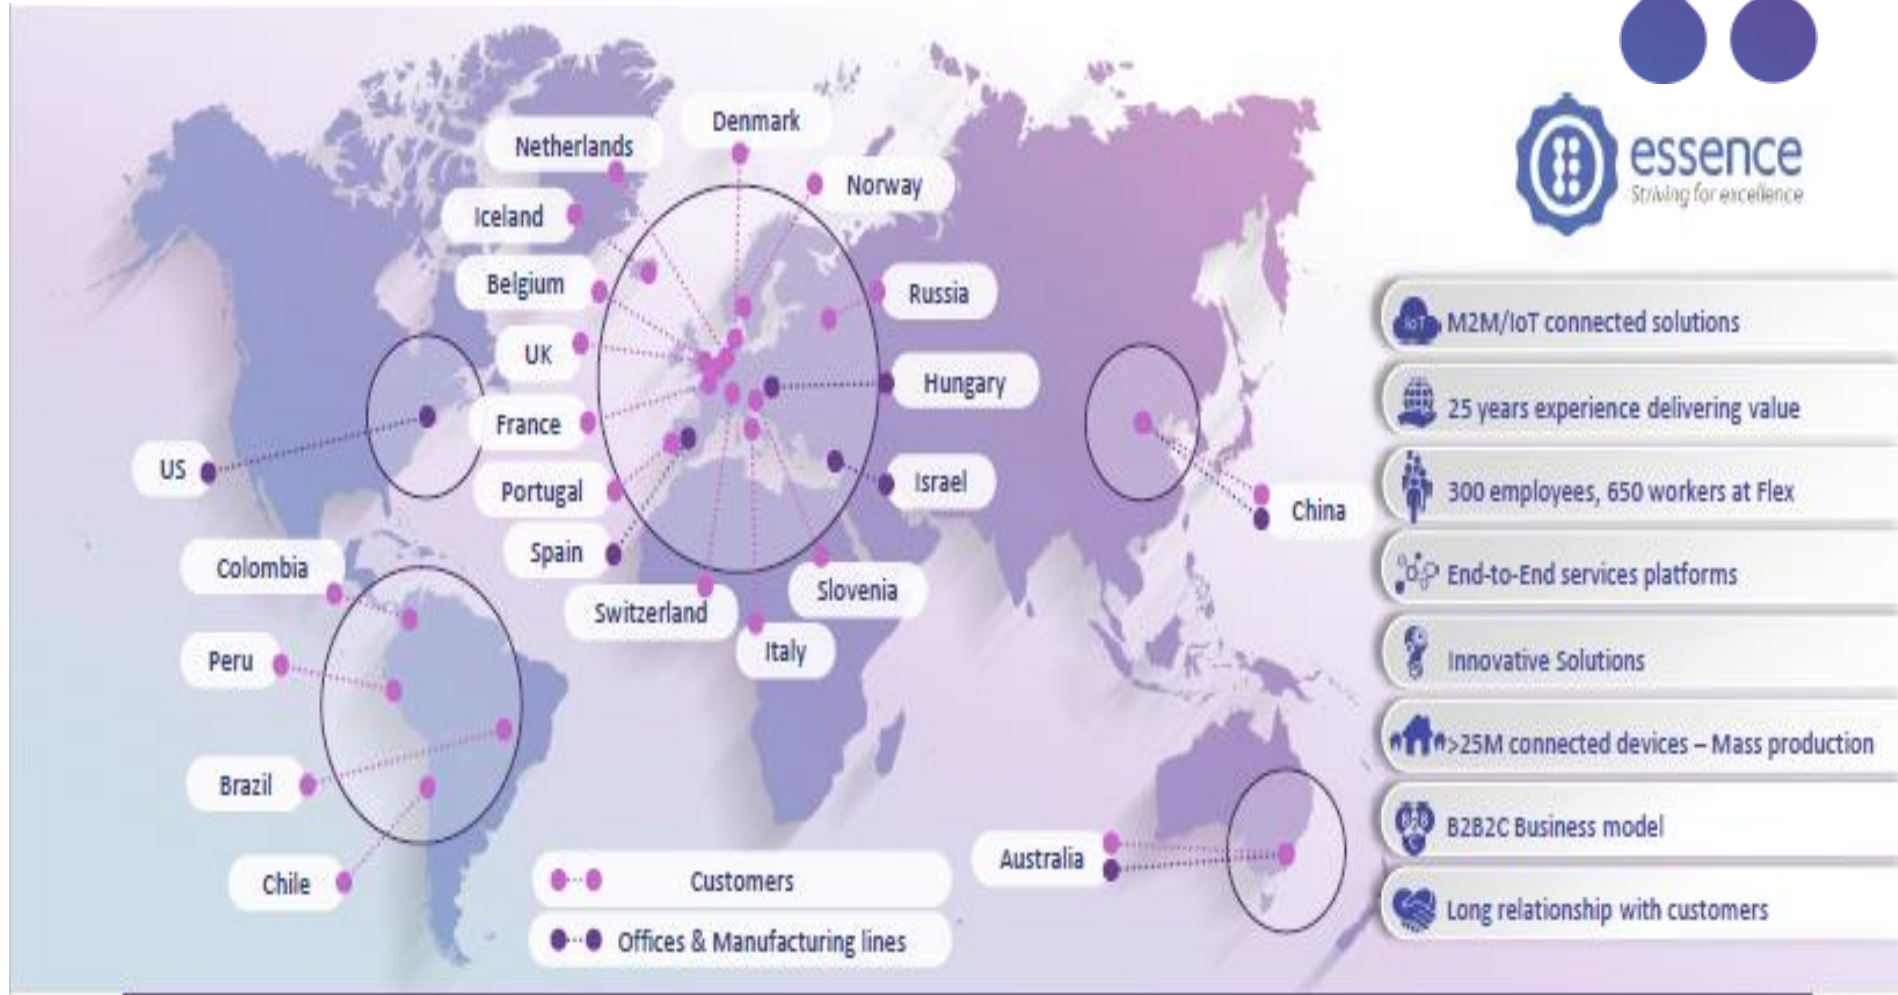 Denmark
Netherlands
Norway
Iceland
Belgium
Russia
UK
Hungary
France
US
Israel
Portugal
China
Spain
Colombia
Slovenia
Switzerland
Italy
Peru
Brazil
Australia
Chile
Customers
Offices & Manufacturing lines
essence
Striving for excellence
IoT
M2M/IoT connected solutions
25 years experience delivering value
300 employees, 650 workers at Flex
End-to-End services platforms
Innovative Solutions
>25M connected devices – Mass production
B2B2C Business model
Long relationship with customers